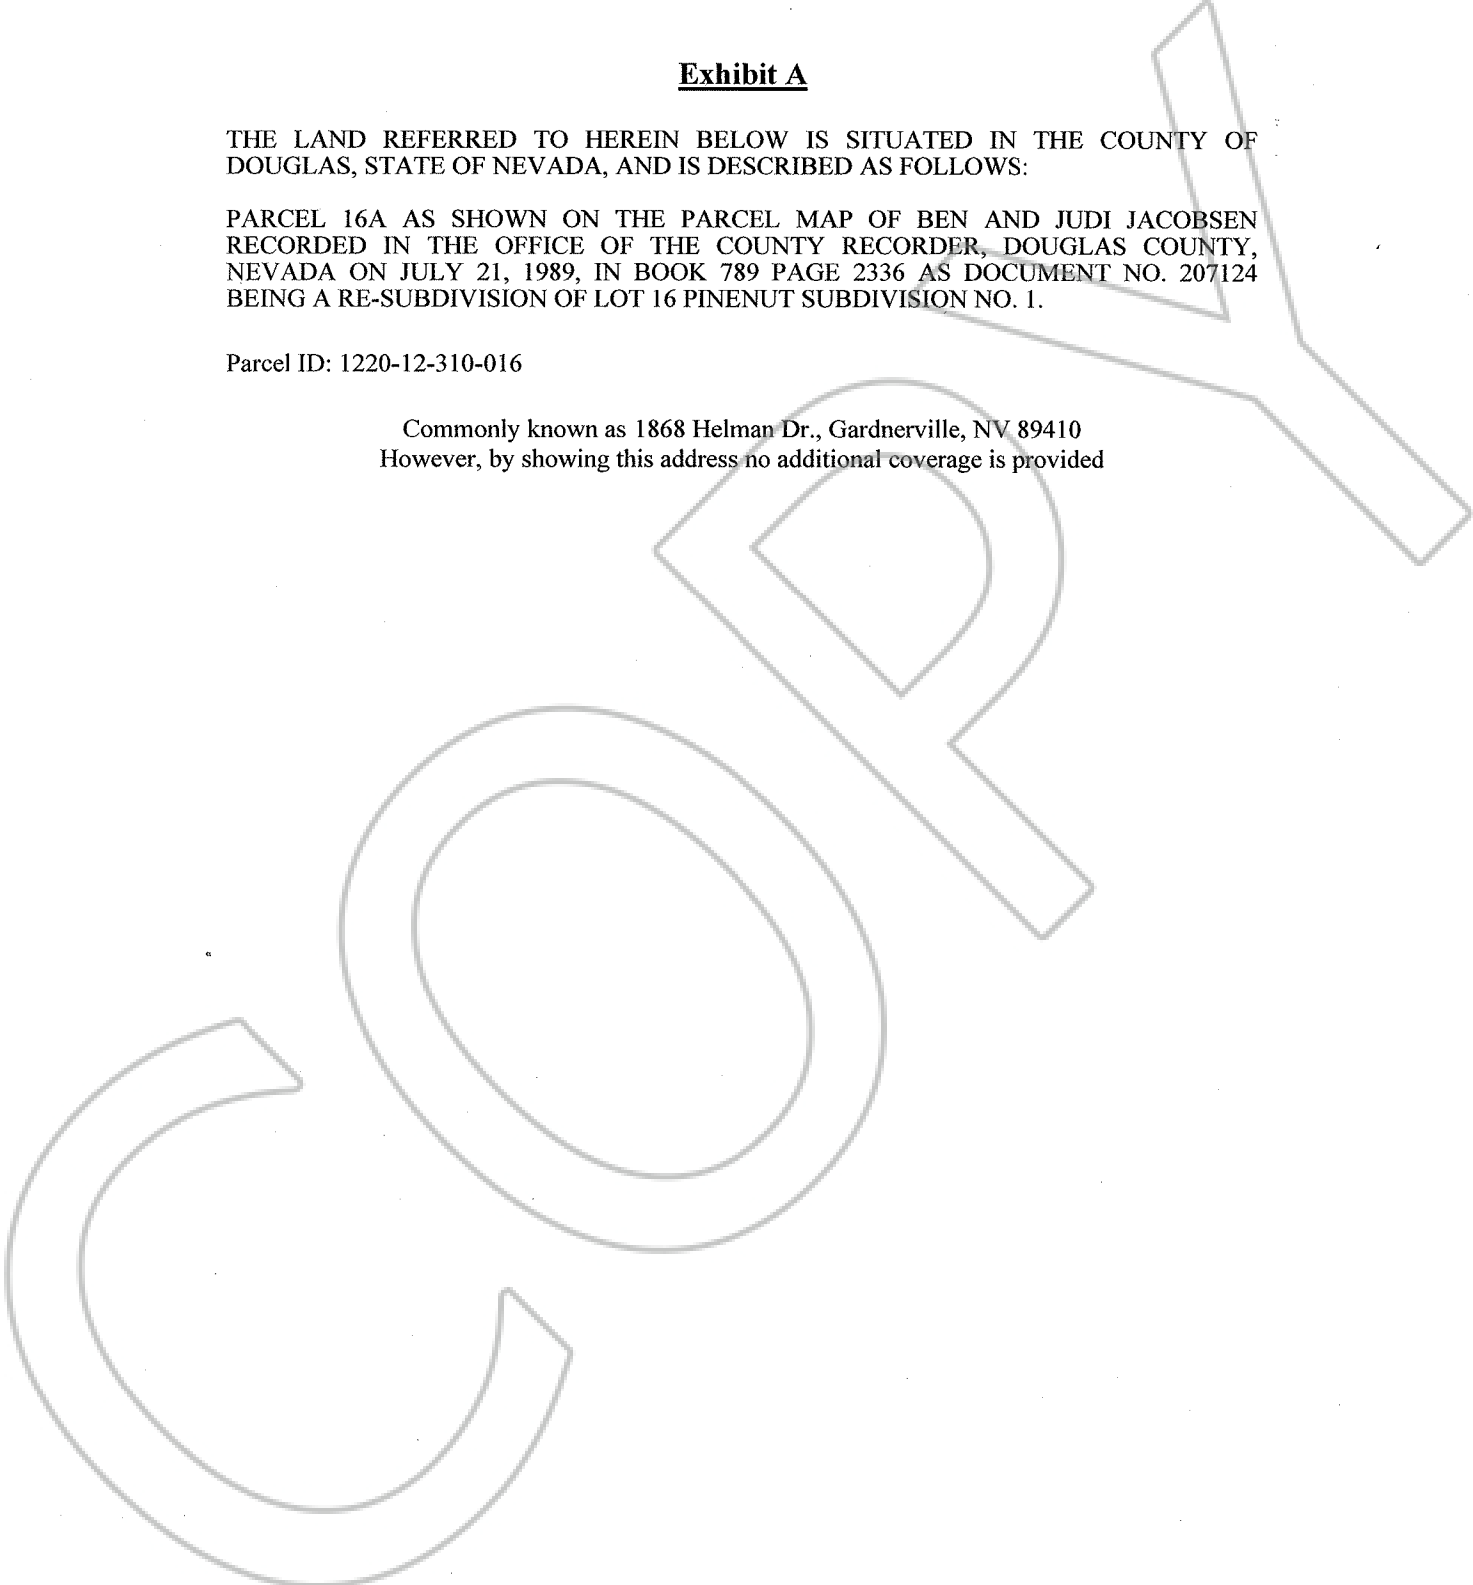 Exhibit A
THE LAND REFERRED TO HEREIN BELOW IS SITUATED IN THE COUNTY OF
DOUGLAS, STATE OF NEVADA, AND IS DESCRIBED AS FOLLOWS:
PARCEL 16A AS SHOWN ON THE PARCEL MAP OF BEN AND JUDI JACOBSEN
RECORDED IN THE OFFICE OF THE COUNTY RECORDER, DOUGLAS COUNTY,
NEVADA ON JULY 21, 1989, IN BOOK 789 PAGE 2336 AS DOCUMENT NO. 207124
BEING A RE-SUBDIVISION OF LOT 16 PINENUT SUBDIVISION NO. 1.
Parcel ID: 1220-12-310-016
Commonly known as 1868 Helman Dr., Gardnerville, NV 89410
However, by showing this address no additional coverage is provided
COPY